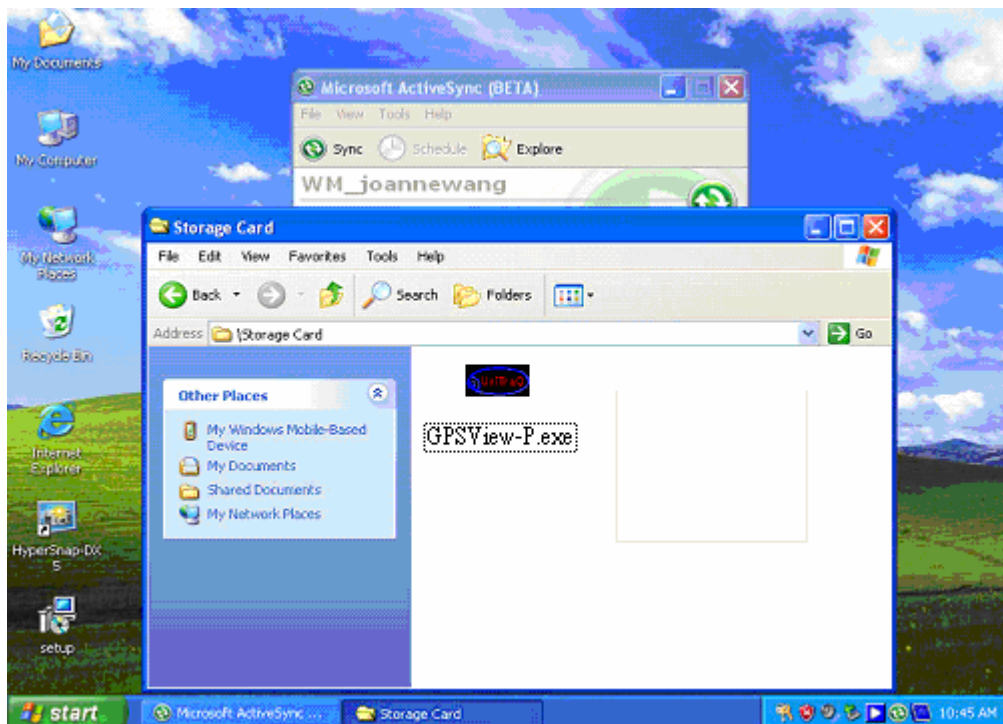 My Documents
My Computer
My Network
Places
Recycle Bin
Internet
Explorer
HyperSnap-DX
5
setup
Microsoft ActiveSync (BETA)
File View Tools Help
Sync Schedule Explore
WM_joannewang
Storage Card
File Edit View Favorites Tools Help
Back Search Folders
Address \Storage Card Go
Other Places
My Windows Mobile-Based
Device
My Documents
Shared Documents
My Network Places
GPSView-P.exe
start Microsoft ActiveSync ... Storage Card 10:45 AM